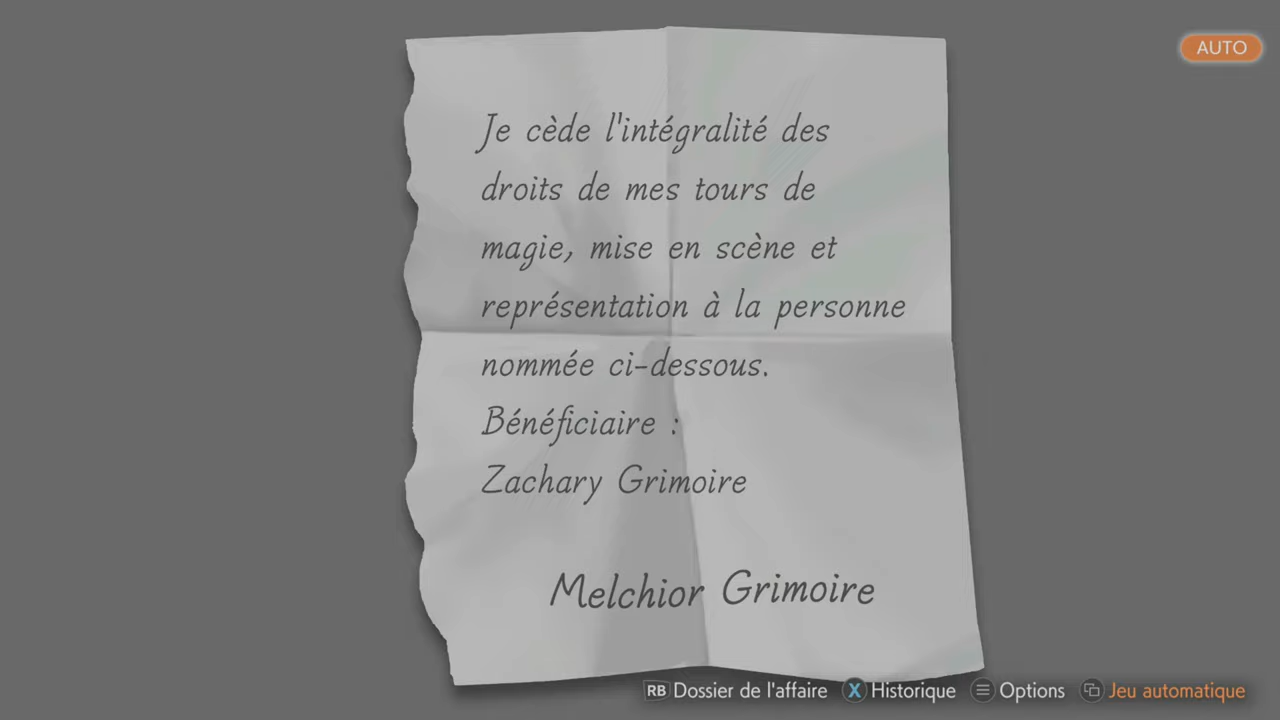 AUTO
Je cède l'intégralité des
droits de mes tours de
magie, mise en scène et
représentation à la personne
nommée ci-dessous.
Bénéficiaire :
Zachary Grimoire
Melchior Grimoire
RB Dossier de l'affaire X Historique Options Jeu automatique